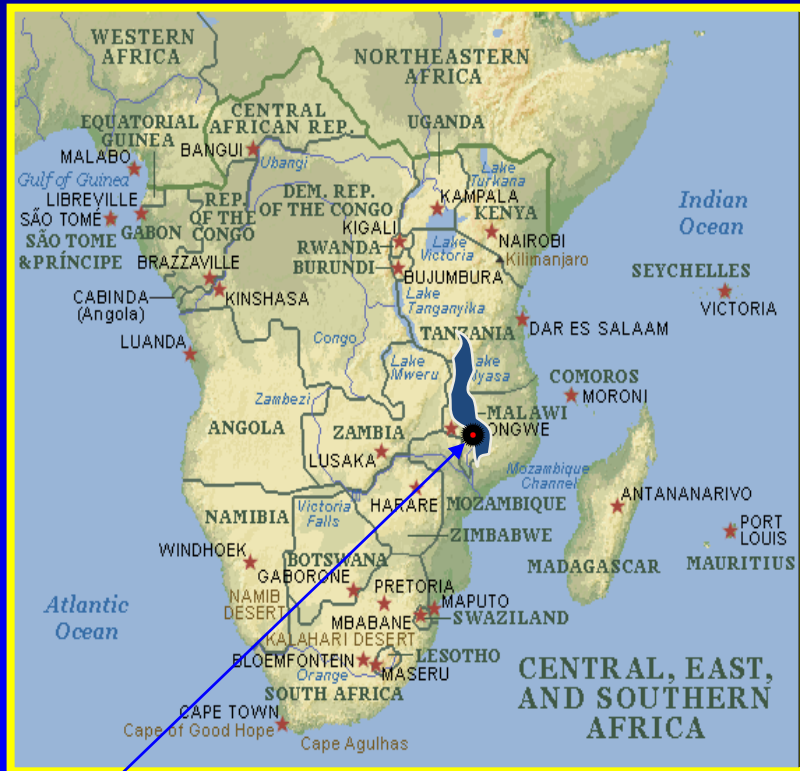 WESTERN
AFRICA
NORTHEASTERN
AFRICA
CENTRAL
AFRICAN REP.
EQUATORIAL
GUINEA
UGANDA
MALABO
BANGUI
Ubangi
Lake
Turkana
Gulf of Guinea
LIBREVILLE
REP.
OF THE
CONGO
DEM. REP.
OF THE CONGO
KAMPALA
KENYA
Indian
Ocean
SÃO TOMÉ
GABON
KIGALI
NAIROBI
SÃO TOME
&PRÍNCIPE
RWANDA
Lake
Victoria
Kilimanjaro
BRAZZAVILLE
BURUNDI
BUJUMBURA
SEYCHELLES
CABINDA
(Angola)
KINSHASA
Lake
Tanganyika
VICTORIA
LUANDA
Congo
TANZANIA
DAR ES SALAAM
Lake
Mweru
COMOROS
MORONI
Zambezi
MALAWI
ANGOLA
ZAMBIA
ONGWE
LUSAKA
Mozambique
Channel
Victoria
Falls
HARARE
MOZAMBIQUE
ANTANANARIVO
NAMIBIA
ZIMBABWE
PORT
LOUIS
WINDHOEK
BOTSWANA
MADAGASCAR
MAURITIUS
GABORONE
PRETORIA
NAMIB
DESERT
MAPUTO
Atlantic
Ocean
MBABANE
SWAZILAND
KALAHARI DESERT
BLOEMFONTEIN
LESOTHO
Orange
MASERU
SOUTH AFRICA
CENTRAL, EAST,
AND SOUTHERN
AFRICA
CAPE TOWN
Cape of Good Hope
Cape Agulhas